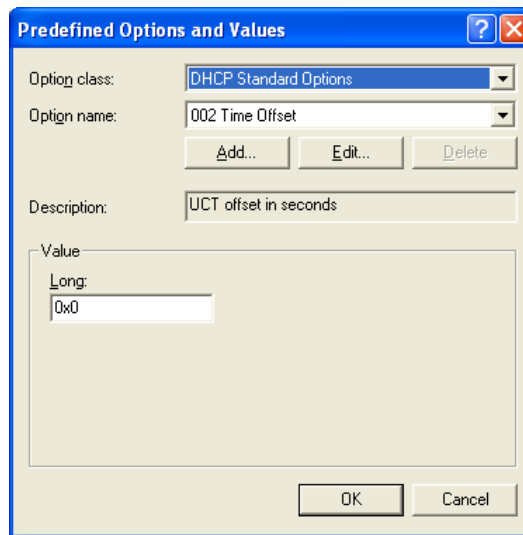 Predefined Options and Values
Option class: DHCP Standard Options
Option name: 002 Time Offset
Add... Edit... Delete
Description: UCT offset in seconds
Value
Long:
0x0
OK Cancel